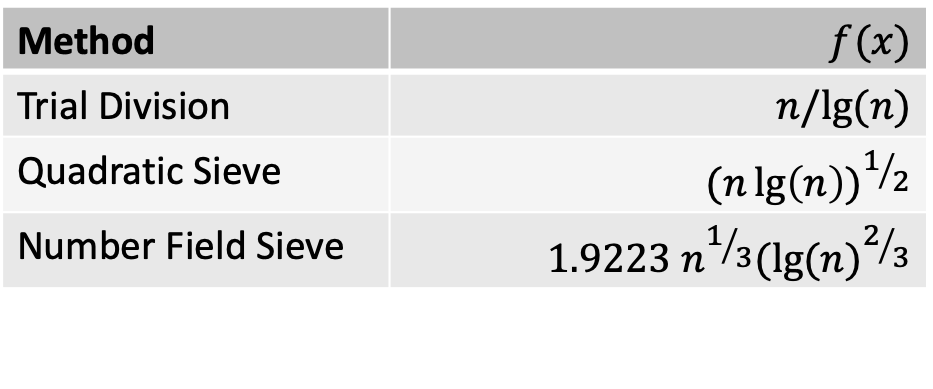 Method f(x)
Trial Division n/lg(n)
Quadratic Sieve (n lg(n))^1/2
Number Field Sieve 1.9223 n^1/3(lg(n)^2/3